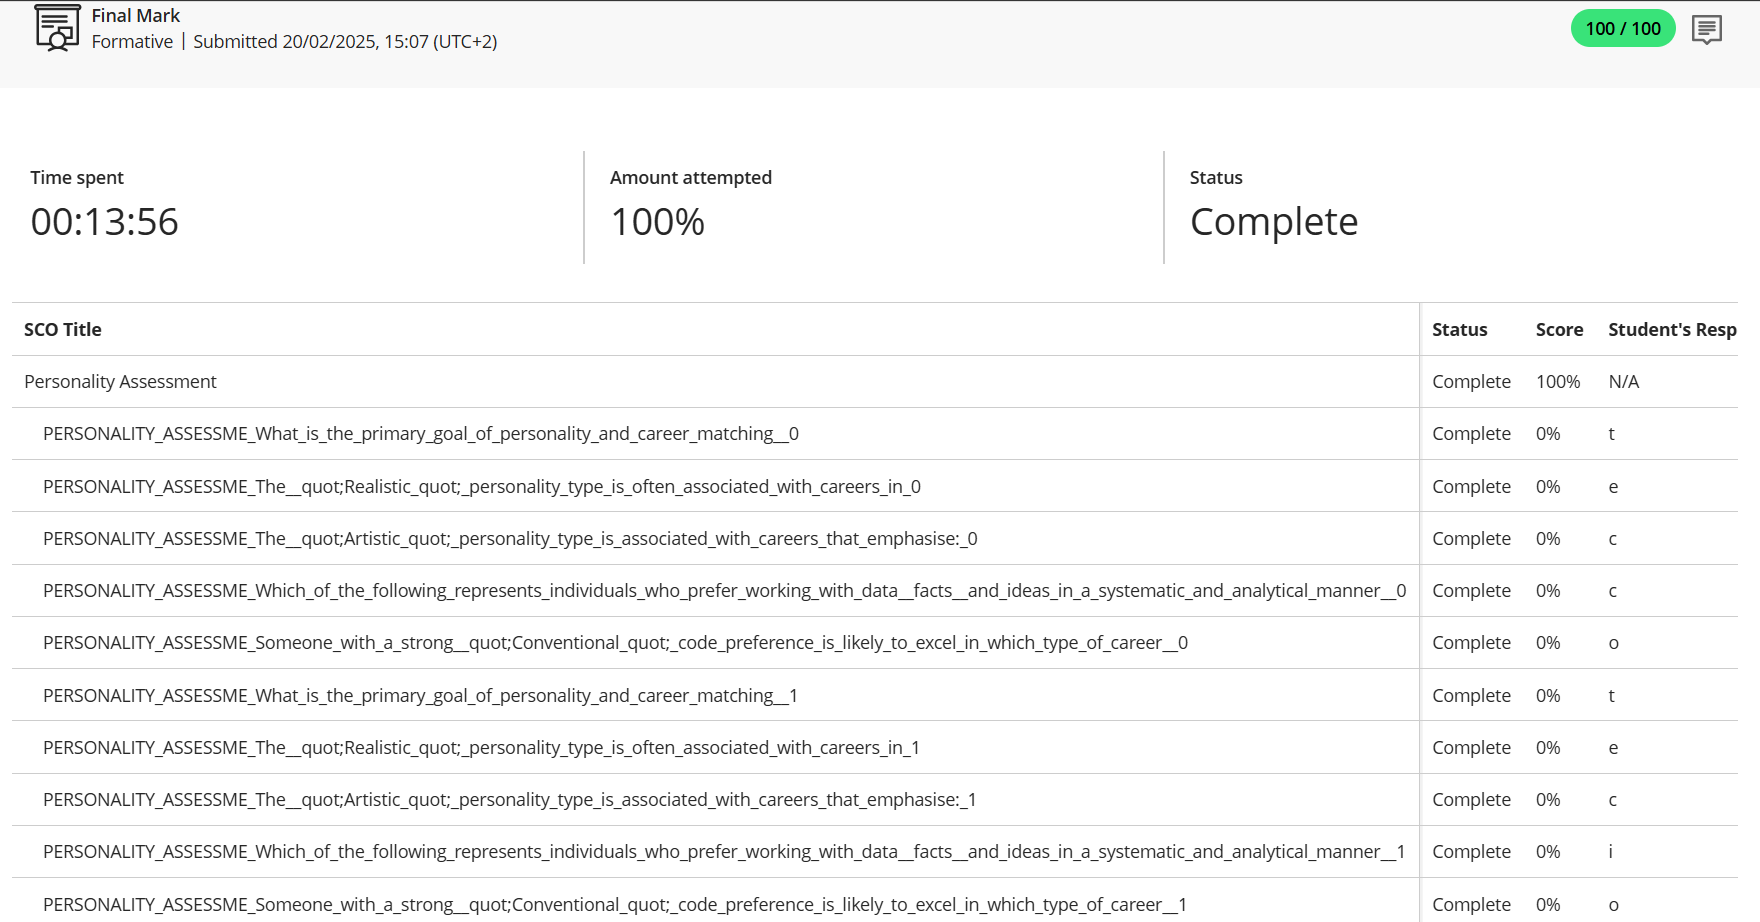 Final Mark
Formative | Submitted 20/02/2025, 15:07 (UTC+2)
100 / 100
Time spent
00:13:56
Amount attempted
100%
Status
Complete
SCO Title Status Score Student's Resp
Personality Assessment Complete 100% N/A
PERSONALITY_ASSESSME_What_is_the_primary_goal_of_personality_and_career_matching__0 Complete 0% t
PERSONALITY_ASSESSME_The__quot;Realistic_quot;_personality_type_is_often_associated_with_careers_in_0 Complete 0% e
PERSONALITY_ASSESSME_The__quot;Artistic_quot;_personality_type_is_associated_with_careers_that_emphasise:_0 Complete 0% c
PERSONALITY_ASSESSME_Which_of_the_following_represents_individuals_who_prefer_working_with_data__facts__and_ideas_in_a_systematic_and_analytical_manner__0 Complete 0% c
PERSONALITY_ASSESSME_Someone_with_a_strong__quot;Conventional_quot;_code_preference_is_likely_to_excel_in_which_type_of_career__0 Complete 0% o
PERSONALITY_ASSESSME_What_is_the_primary_goal_of_personality_and_career_matching__1 Complete 0% t
PERSONALITY_ASSESSME_The__quot;Realistic_quot;_personality_type_is_often_associated_with_careers_in_1 Complete 0% e
PERSONALITY_ASSESSME_The__quot;Artistic_quot;_personality_type_is_associated_with_careers_that_emphasise:_1 Complete 0% c
PERSONALITY_ASSESSME_Which_of_the_following_represents_individuals_who_prefer_working_with_data__facts__and_ideas_in_a_systematic_and_analytical_manner__1 Complete 0% i
PERSONALITY_ASSESSME_Someone_with_a_strong__quot;Conventional_quot;_code_preference_is_likely_to_excel_in_which_type_of_career__1 Complete 0% o